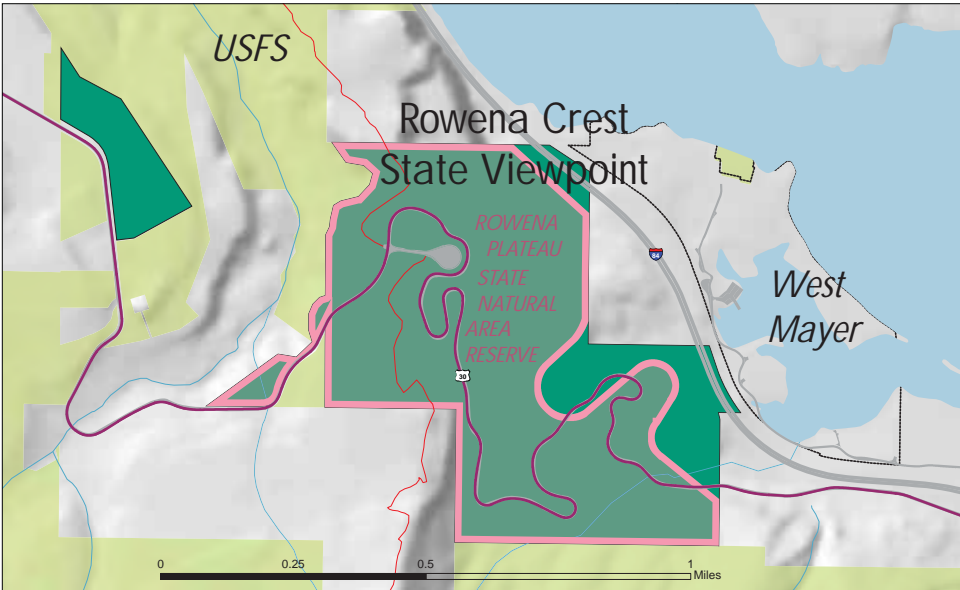 USFS
Rowena Crest
State Viewpoint
ROWENA
PLATEAU
STATE
NATURAL
AREA
RESERVE
84
West
Mayer
30
0 0.25 0.5 1
Miles